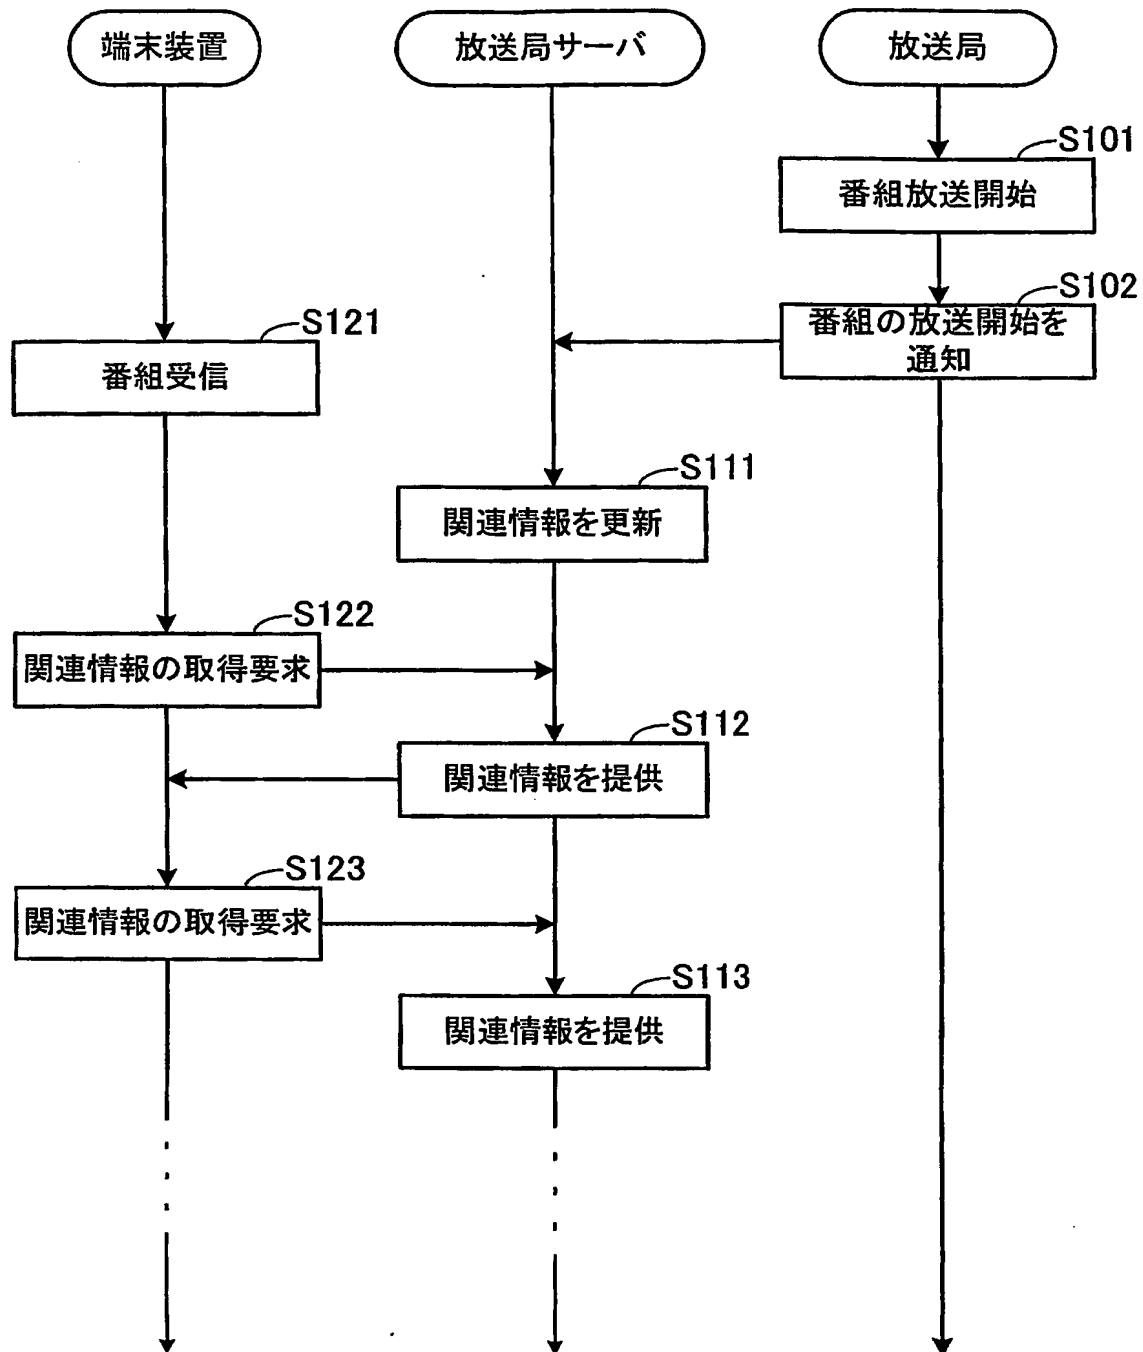 端末装置
放送局サーバ
放送局
S101
番組放送開始
S102
番組の放送開始を
通知
S121
番組受信
S111
関連情報を更新
S122
関連情報の取得要求
S112
関連情報を提供
S123
関連情報の取得要求
S113
関連情報を提供